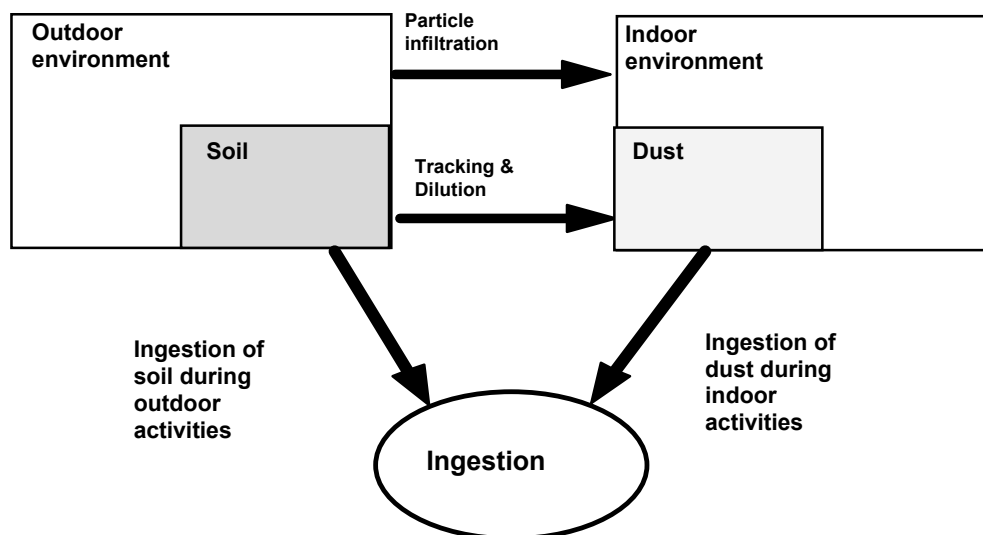 Outdoor
environment
Particle
infiltration
Indoor
environment
Soil
Tracking &
Dilution
Dust
Ingestion of
soil during
outdoor
activities
Ingestion of
dust during
indoor
activities
Ingestion